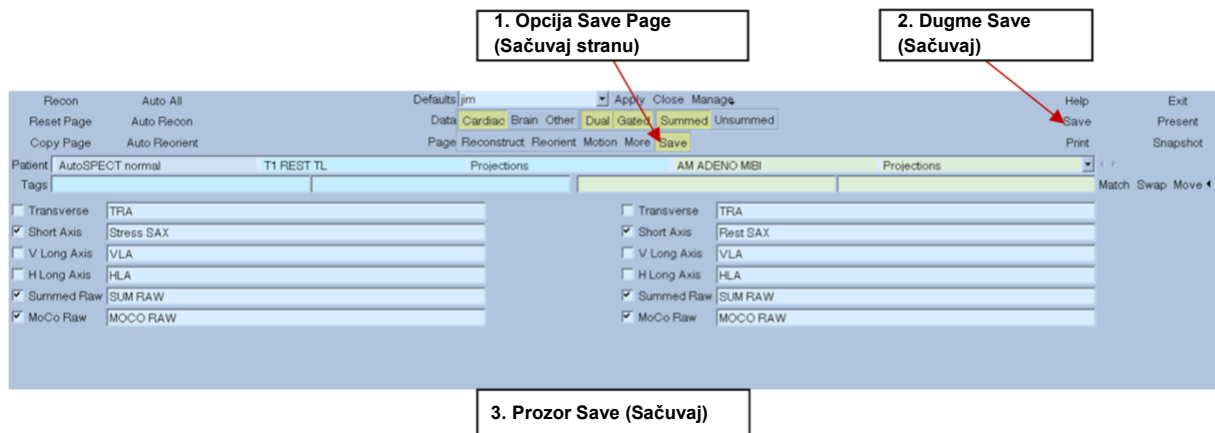 1. Opcija Save Page
(Sačuvaj stranu)
2. Dugme Save
(Sačuvaj)
Recon Auto All Defaults jim Apply Close Manage Help Exit
Reset Page Auto Recon Data Cardiac Brain Other Dual Gated Summed Unsummed Save Present
Copy Page Auto Reorient Page Reconstruct Reorient Motion More Save Print Snapshot
Patient AutoSPECT normal T1 REST TL Projections AM ADENO MIBI Projections
Tags Match Swap Move
Transverse TRA Transverse TRA
Short Axis Stress SAX Short Axis Rest SAX
V Long Axis VLA V Long Axis VLA
H Long Axis HLA H Long Axis HLA
Summed Raw SUM RAW Summed Raw SUM RAW
MoCo Raw MOCO RAW MoCo Raw MOCO RAW
3. Prozor Save (Sačuvaj)